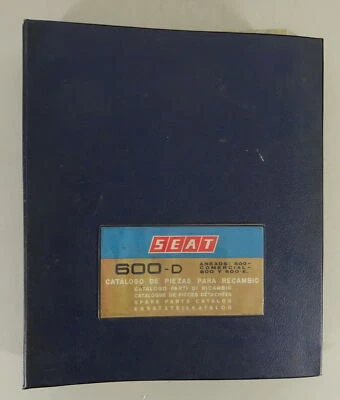 SEAT
600-D
ANEXOS: 600-
COMERCIAL-
800 Y 600-E.
CATALOGO DE PIEZAS PARA RECAMBIO
CATALOGO PARTI DI RICAMBIO
CATALOGUE DE PIECES DETACHEES
SPARE PARTS CATALOG
ERSATZTEILKATALOG